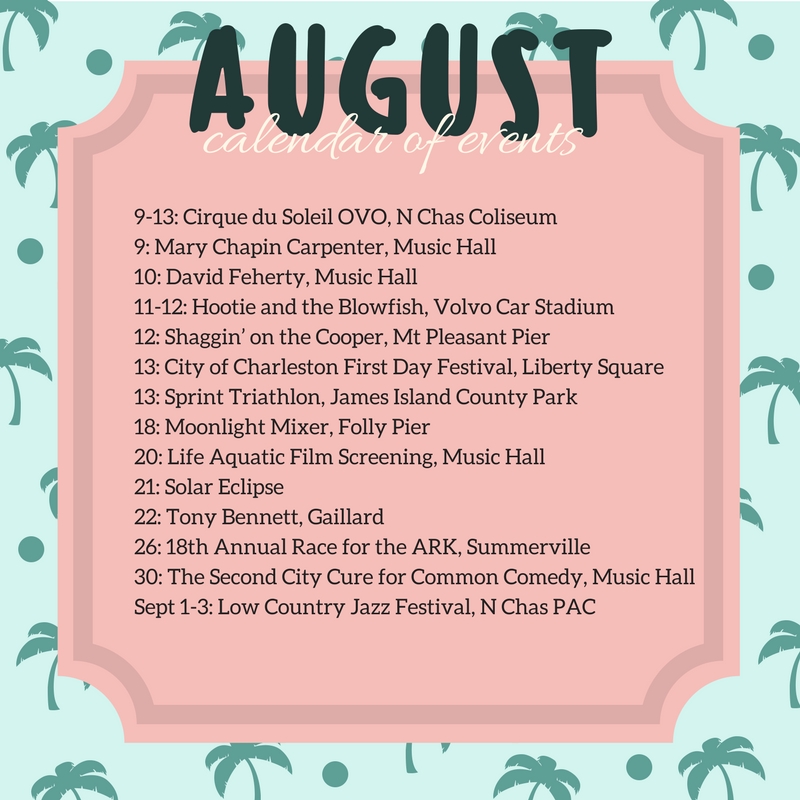 AUGUST
calendar of events
9-13: Cirque du Soleil OVO, N Chas Coliseum
9: Mary Chapin Carpenter, Music Hall
10: David Feherty, Music Hall
11-12: Hootie and the Blowfish, Volvo Car Stadium
12: Shaggin' on the Cooper, Mt Pleasant Pier
13: City of Charleston First Day Festival, Liberty Square
13: Sprint Triathlon, James Island County Park
18: Moonlight Mixer, Folly Pier
20: Life Aquatic Film Screening, Music Hall
21: Solar Eclipse
22: Tony Bennett, Gaillard
26: 18th Annual Race for the ARK, Summerville
30: The Second City Cure for Common Comedy, Music Hall
Sept 1-3: Low Country Jazz Festival, N Chas PAC